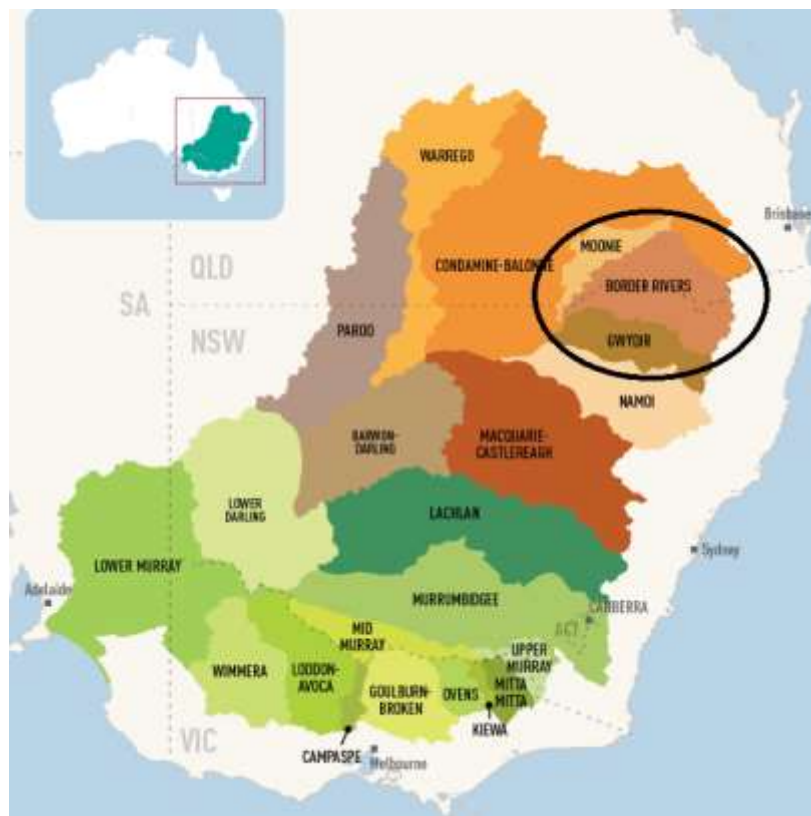 WARREGO
Brisbane
MOONIE
CONDAMINE-BALONNE
QLD
BORDER RIVERS
SA
PAROO
NSW
GWYDIR
NAMOI
BARWON-
DARLING
MACQUARIE-
CASTLEREAGH
LOWER
DARLING
LACHLAN
Sydney
LOWER MURRAY
Adelaide
MURRUMBIDGEE
CANBERRA
ACT
MID
MURRAY
UPPER
MURRAY
WIMMERA
LODDON-
AVOCA
GOULBURN-
BROKEN
OVENS
MITTA
MITTA
KIEWA
VIC
CAMPASPE
Melbourne